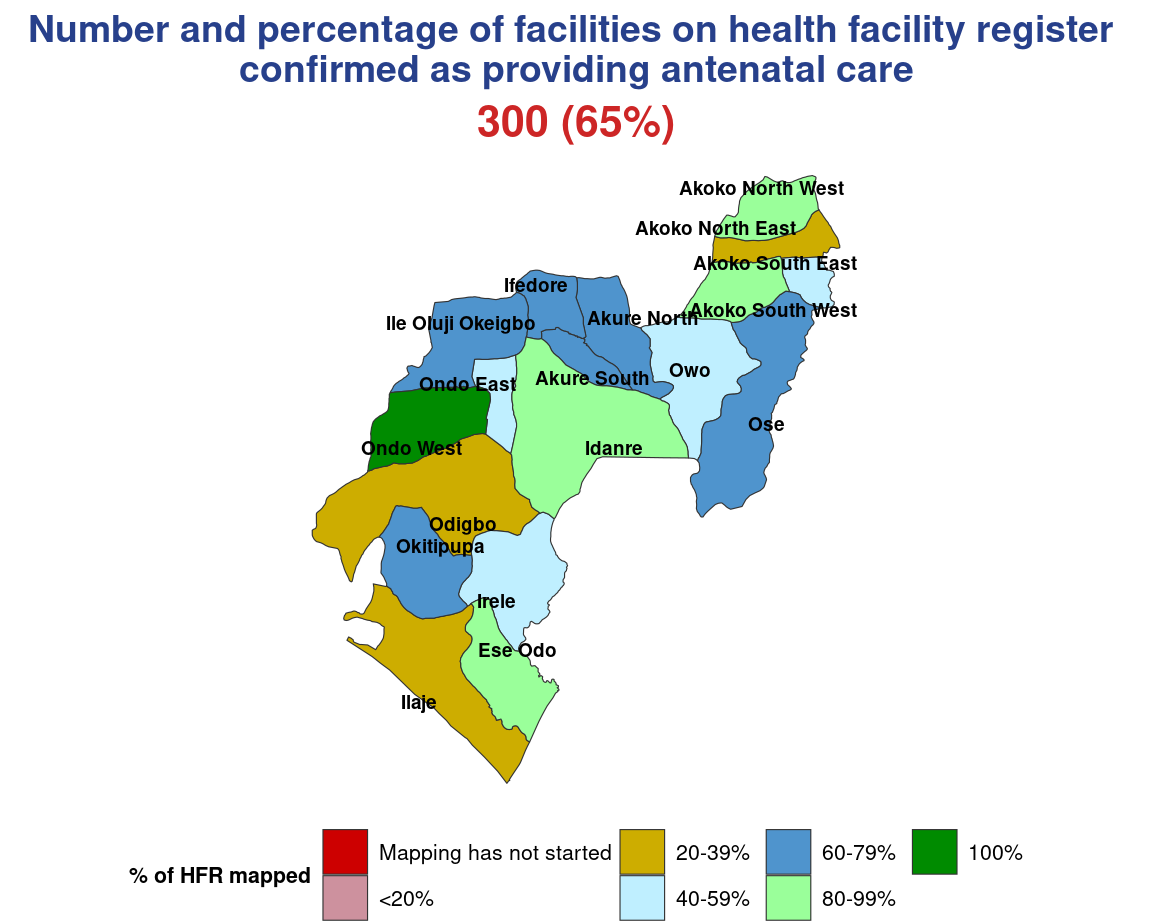 Number and percentage of facilities on health facility register
confirmed as providing antenatal care
300 (65%)
Akoko North West
Akoko North East
Akoko South East
Ifedore
Akoko South West
Akure North
Ile Oluji Okeigbo
Owo
Akure South
Ondo East
Ose
Ondo West
Idanre
Odigbo
Okitipupa
Irele
Ese Odo
Ilaje
% of HFR mapped
Mapping has not started
<20%
20-39%
40-59%
60-79%
80-99%
100%